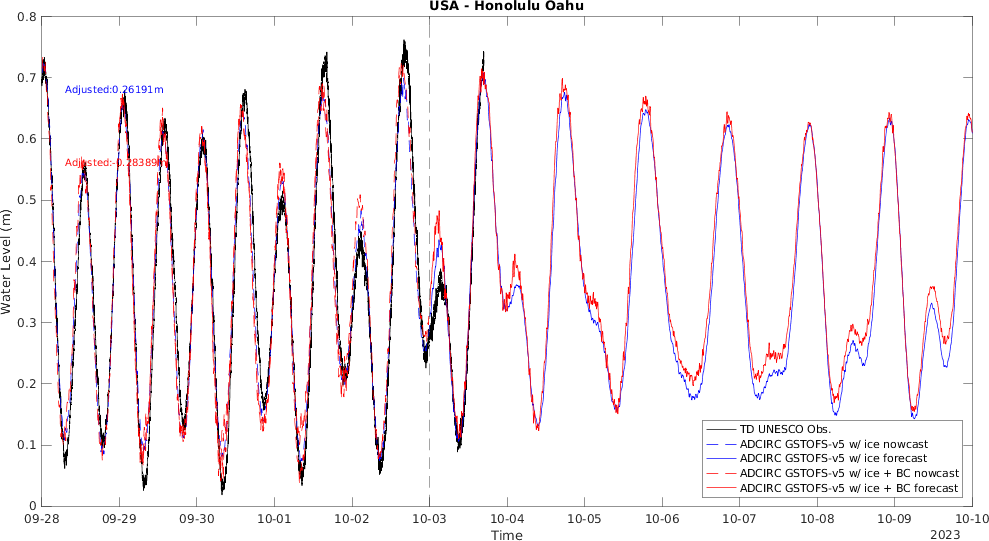 USA - Honolulu Oahu
0.8
0.7
0.6
0.5
0.4
0.3
0.2
0.1
0
Water Level (m)
Adjusted:0.26191m
Adjusted:-0.28389m
TD UNESCO Obs.
ADCIRC GSTOFS-v5 w/ ice nowcast
ADCIRC GSTOFS-v5 w/ ice forecast
ADCIRC GSTOFS-v5 w/ ice + BC nowcast
ADCIRC GSTOFS-v5 w/ ice + BC forecast
09-28 09-29 09-30 10-01 10-02 10-03 10-04 10-05 10-06 10-07 10-08 10-09 10-10
Time
2023